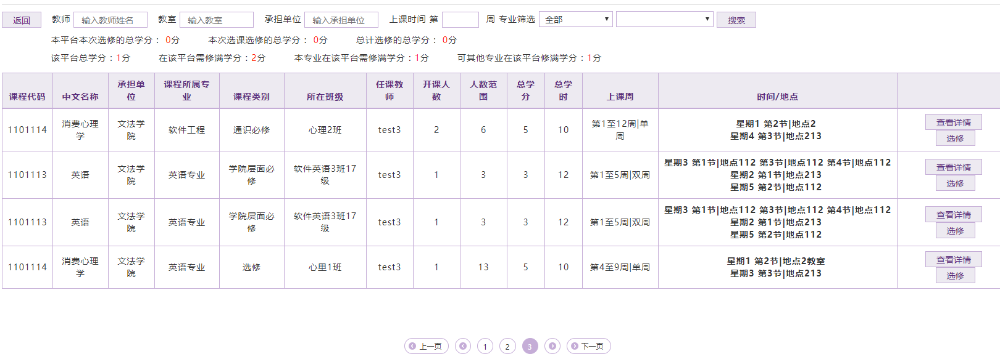 返回 教师 输入教师姓名 教室 输入教室 承担单位 输入承担单位 上课时间 第 周 专业筛选 全部 搜索
本平台本次选修的总学分： 0分 本次选课选修的总学分： 0分 总计选修的总学分： 0分
该平台总学分：1分 在该平台需修满学分：2分 本专业在该平台需修满学分：1分 可其他专业在该平台修满学分：1分
课程代码 中文名称 承担单位 课程所属专业 课程类别 所在班级 任课教师 开课人数 人数范围 总学分 总学时 上课周 时间/地点
1101114 消费心理学 文法学院 软件工程 通识必修 心理2班 test3 2 6 5 10 第1至12周|单周 星期1 第2节|地点2 查看详情
星期4 第3节|地点213 选修
1101113 英语 文法学院 英语专业 学院层面必修 软件英语3班17级 test3 1 3 3 12 第1至5周|双周 星期3 第1节|地点112 第3节|地点112 第4节|地点112 查看详情
星期2 第1节|地点213 选修
星期5 第2节|地点112
1101113 英语 文法学院 英语专业 学院层面必修 软件英语3班17级 test3 1 3 3 12 第1至5周|双周 星期3 第1节|地点112 第3节|地点112 第4节|地点112 查看详情
星期2 第1节|地点213 选修
星期5 第2节|地点112
1101114 消费心理学 文法学院 英语专业 选修 心里1班 test3 1 13 5 10 第4至9周|单周 星期1 第2节|地点2教室 查看详情
星期3 第3节|地点213 选修
上一页 1 2 3 下一页